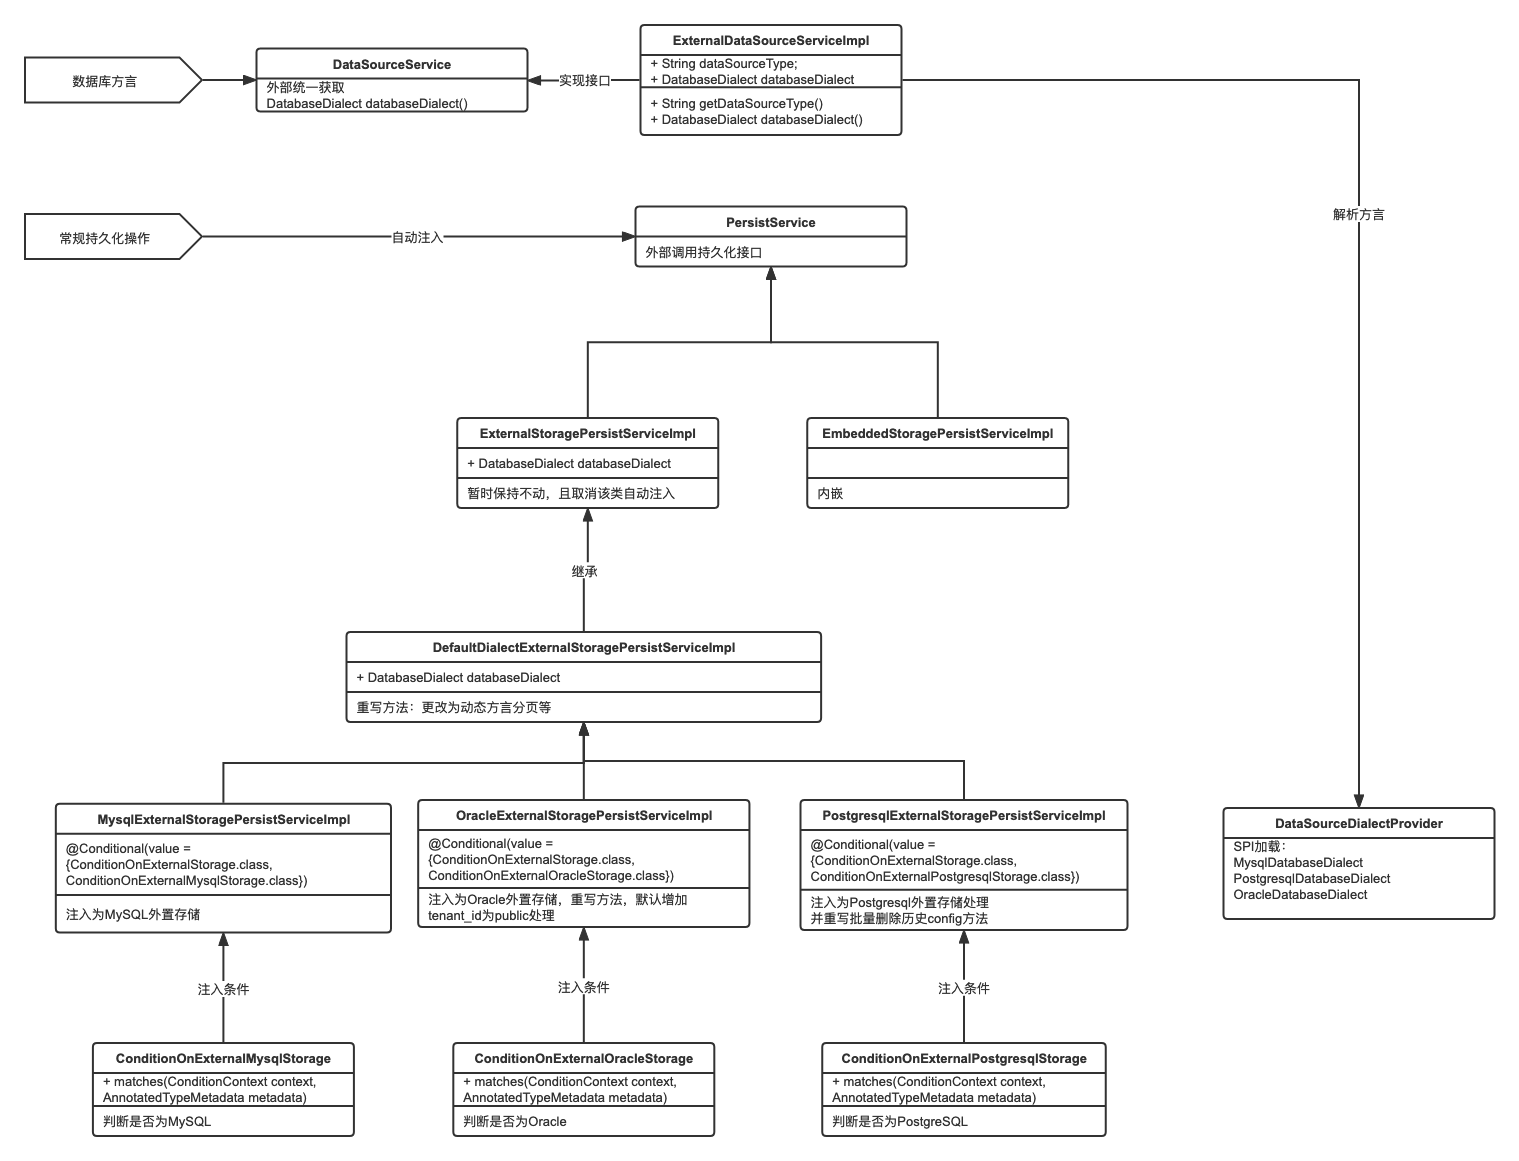 数据库方言
DataSourceService
外部统一获取
DatabaseDialect databaseDialect()
实现接口
ExternalDataSourceServiceImpl
+ String dataSourceType;
+ DatabaseDialect databaseDialect
+ String getDataSourceType()
+ DatabaseDialect databaseDialect()
解析方言
常规持久化操作
自动注入
PersistService
外部调用持久化接口
ExternalStoragePersistServiceImpl
+ DatabaseDialect databaseDialect
暂时保持不动，且取消该类自动注入
EmbeddedStoragePersistServiceImpl
内嵌
继承
DefaultDialectExternalStoragePersistServiceImpl
+ DatabaseDialect databaseDialect
重写方法：更改为动态方言分页等
MysqlExternalStoragePersistServiceImpl
@Conditional(value =
{ConditionOnExternalStorage.class,
ConditionOnExternalMysqlStorage.class})
注入为MySQL外置存储
OracleExternalStoragePersistServiceImpl
@Conditional(value =
{ConditionOnExternalStorage.class,
ConditionOnExternalOracleStorage.class})
注入为Oracle外置存储，重写方法，默认增加
tenant_id为public处理
PostgresqlExternalStoragePersistServiceImpl
@Conditional(value =
{ConditionOnExternalStorage.class,
ConditionOnExternalPostgresqlStorage.class})
注入为Postgresql外置存储处理
并重写批量删除历史config方法
DataSourceDialectProvider
SPI加载：
MysqlDatabaseDialect
PostgresqlDatabaseDialect
OracleDatabaseDialect
注入条件
注入条件
注入条件
ConditionOnExternalMysqlStorage
+ matches(ConditionContext context,
AnnotatedTypeMetadata metadata)
判断是否为MySQL
ConditionOnExternalOracleStorage
+ matches(ConditionContext context,
AnnotatedTypeMetadata metadata)
判断是否为Oracle
ConditionOnExternalPostgresqlStorage
+ matches(ConditionContext context,
AnnotatedTypeMetadata metadata)
判断是否为PostgreSQL